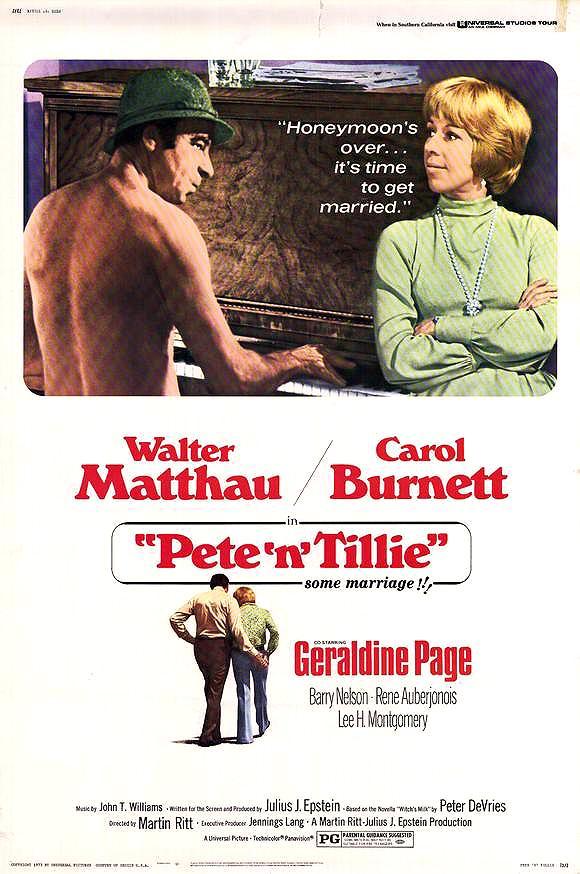 When in Southern California visit UNIVERSAL STUDIOS TOUR
"Honeymoon's
over...
it's time
to get
married."
Walter Matthau / Carol Burnett
in
"Pete 'n' Tillie"
some marriage!!!
CO-STARRING
Geraldine Page
Barry Nelson · Rene Auberjonois
Lee H. Montgomery
Music by John T. Williams · Written for the Screen and Produced by Julius J. Epstein · Based on the Novella "Witch's Milk" by Peter DeVries
Directed by Martin Ritt · Executive Producer Jennings Lang · A Martin Ritt-Julius J. Epstein Production
A Universal Picture · Technicolor® Panavision® PG PARENTAL GUIDANCE SUGGESTED